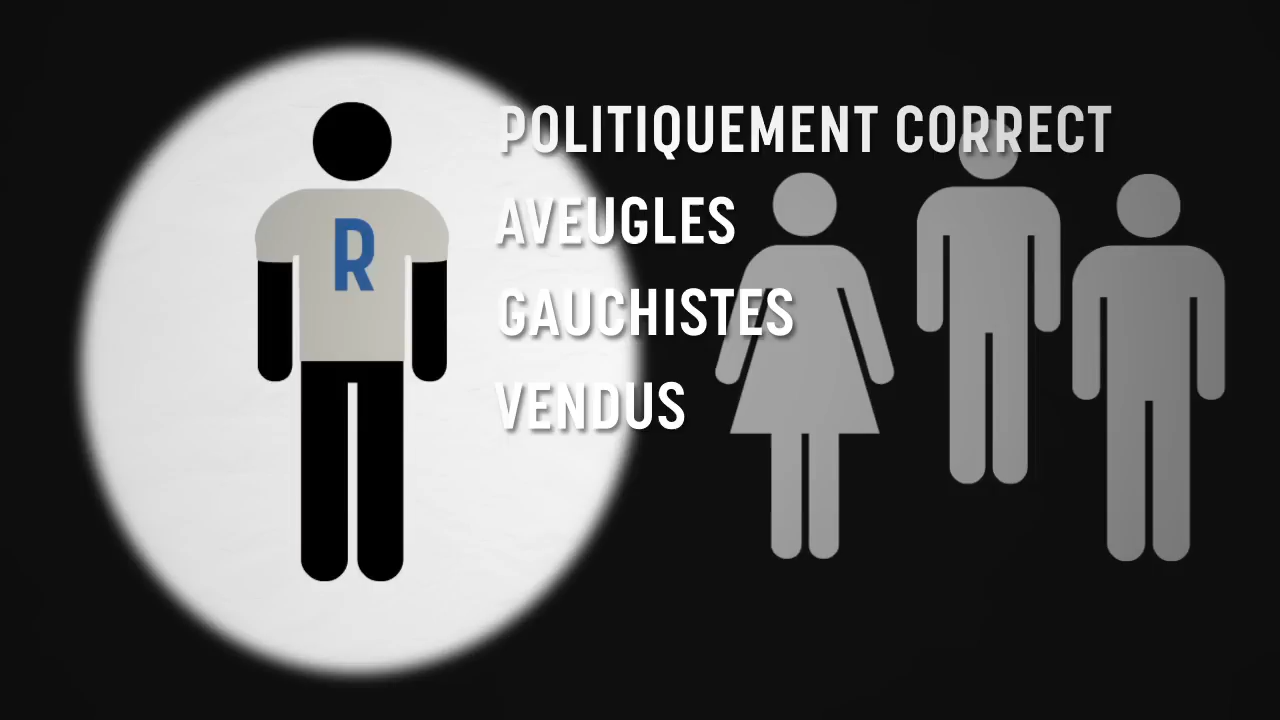 R
POLITIQUEMENT CORRECT
AVEUGLES
GAUCHISTES
VENDUS